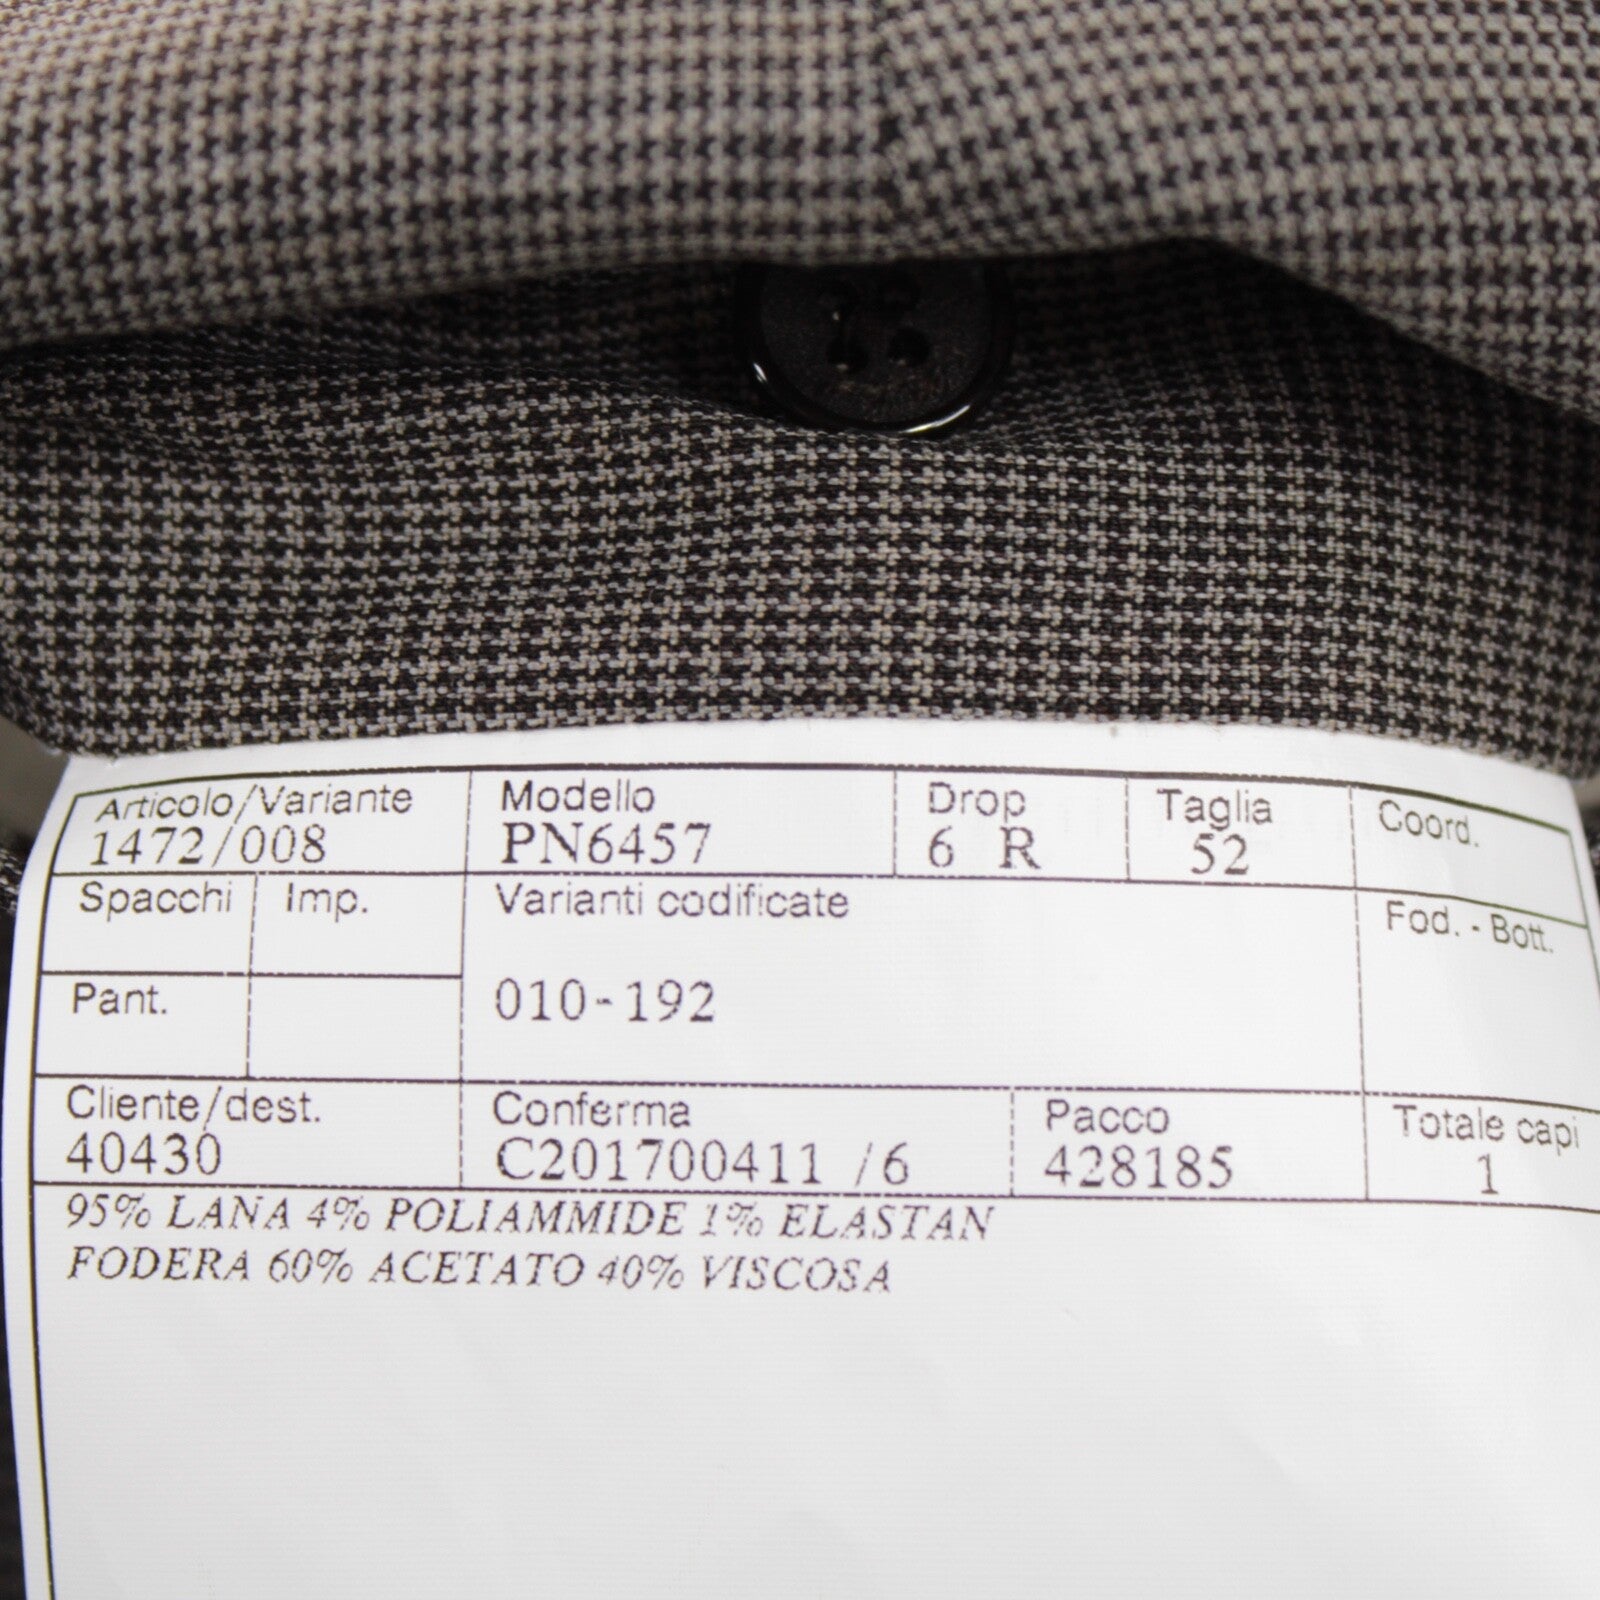 Articolo/Variante Modello Drop Taglia Coord.
1472/008 PN6457 6 R 52
Spacchi Imp. Varianti codificate Fod. - Bott.
Pant. 010-192
Cliente/dest. Conferma Pacco Totale capi
40430 C201700411 /6 428185 1
95% LANA 4% POLIAMMIDE 1% ELASTAN
FODERA 60% ACETATO 40% VISCOSA